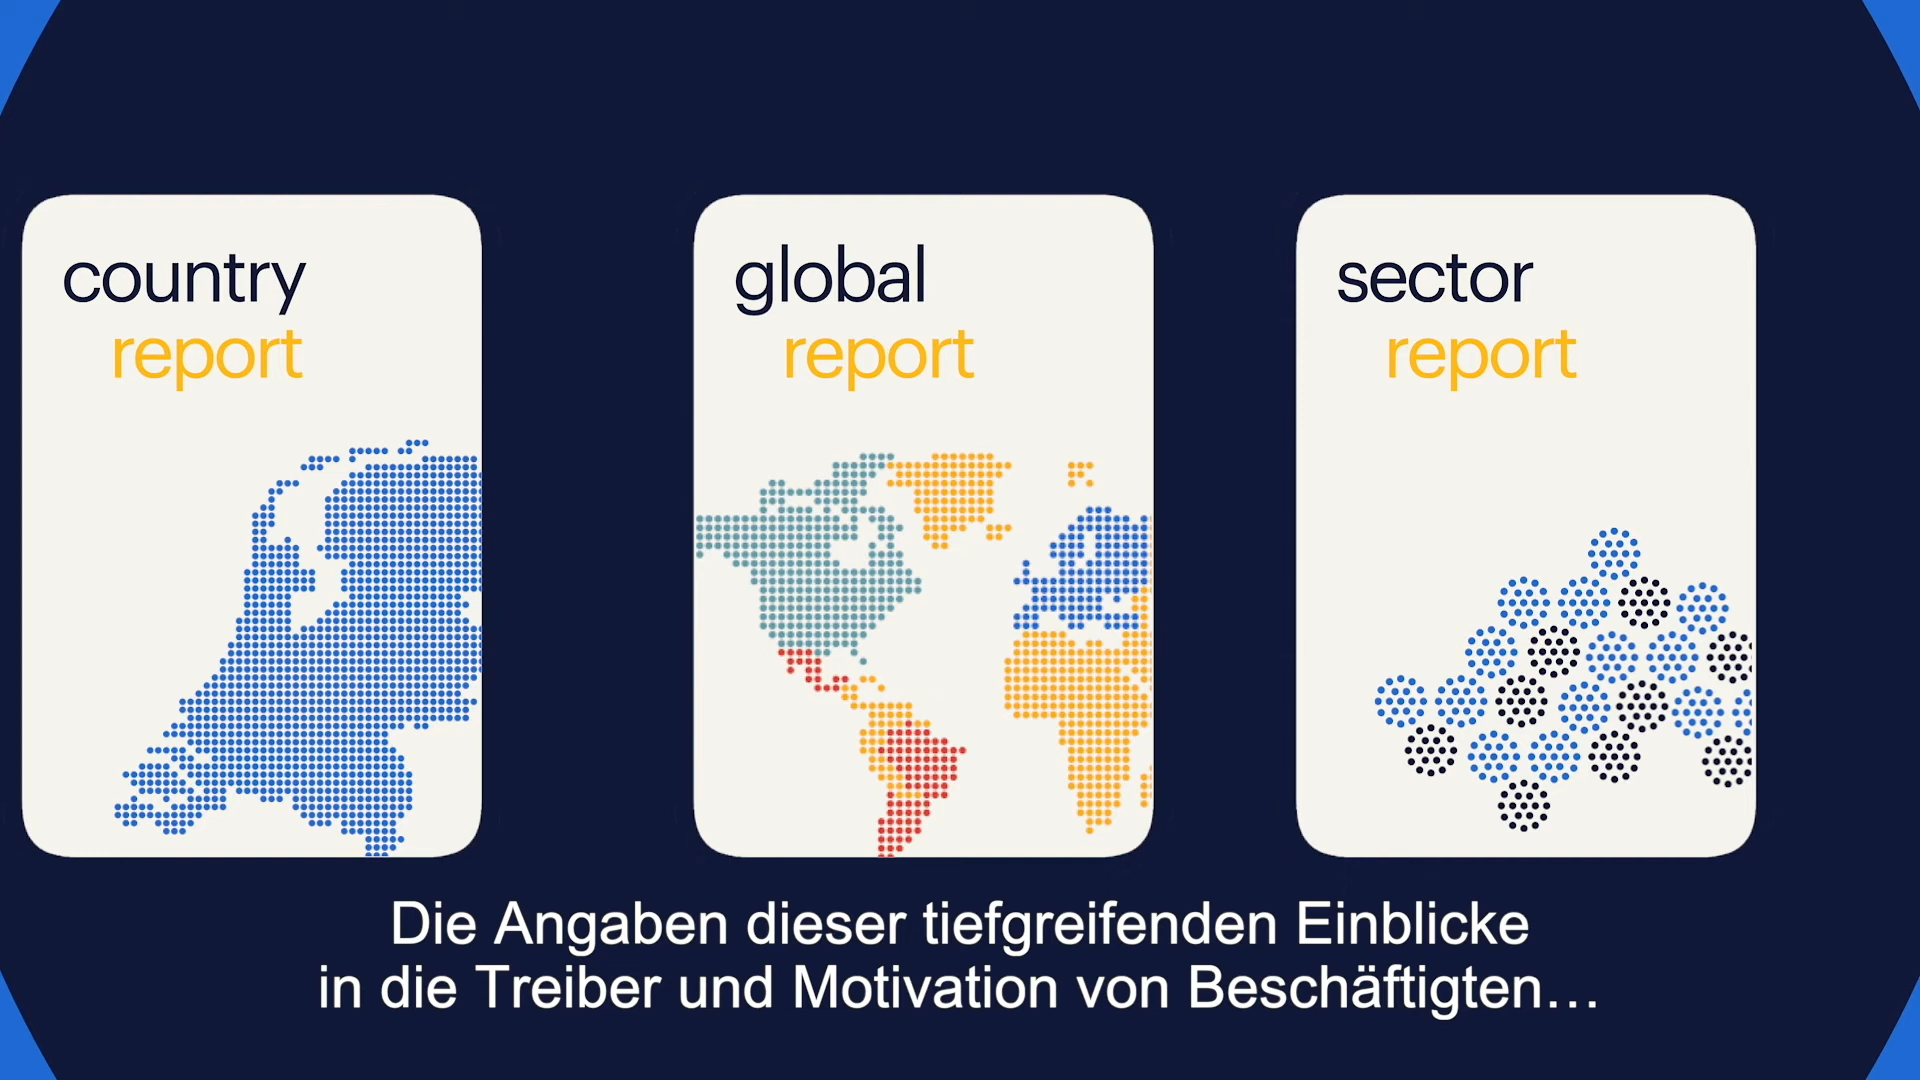 country
report
global
report
sector
report
Die Angaben dieser tiefgreifenden Einblicke
in die Treiber und Motivation von Beschäftigten…